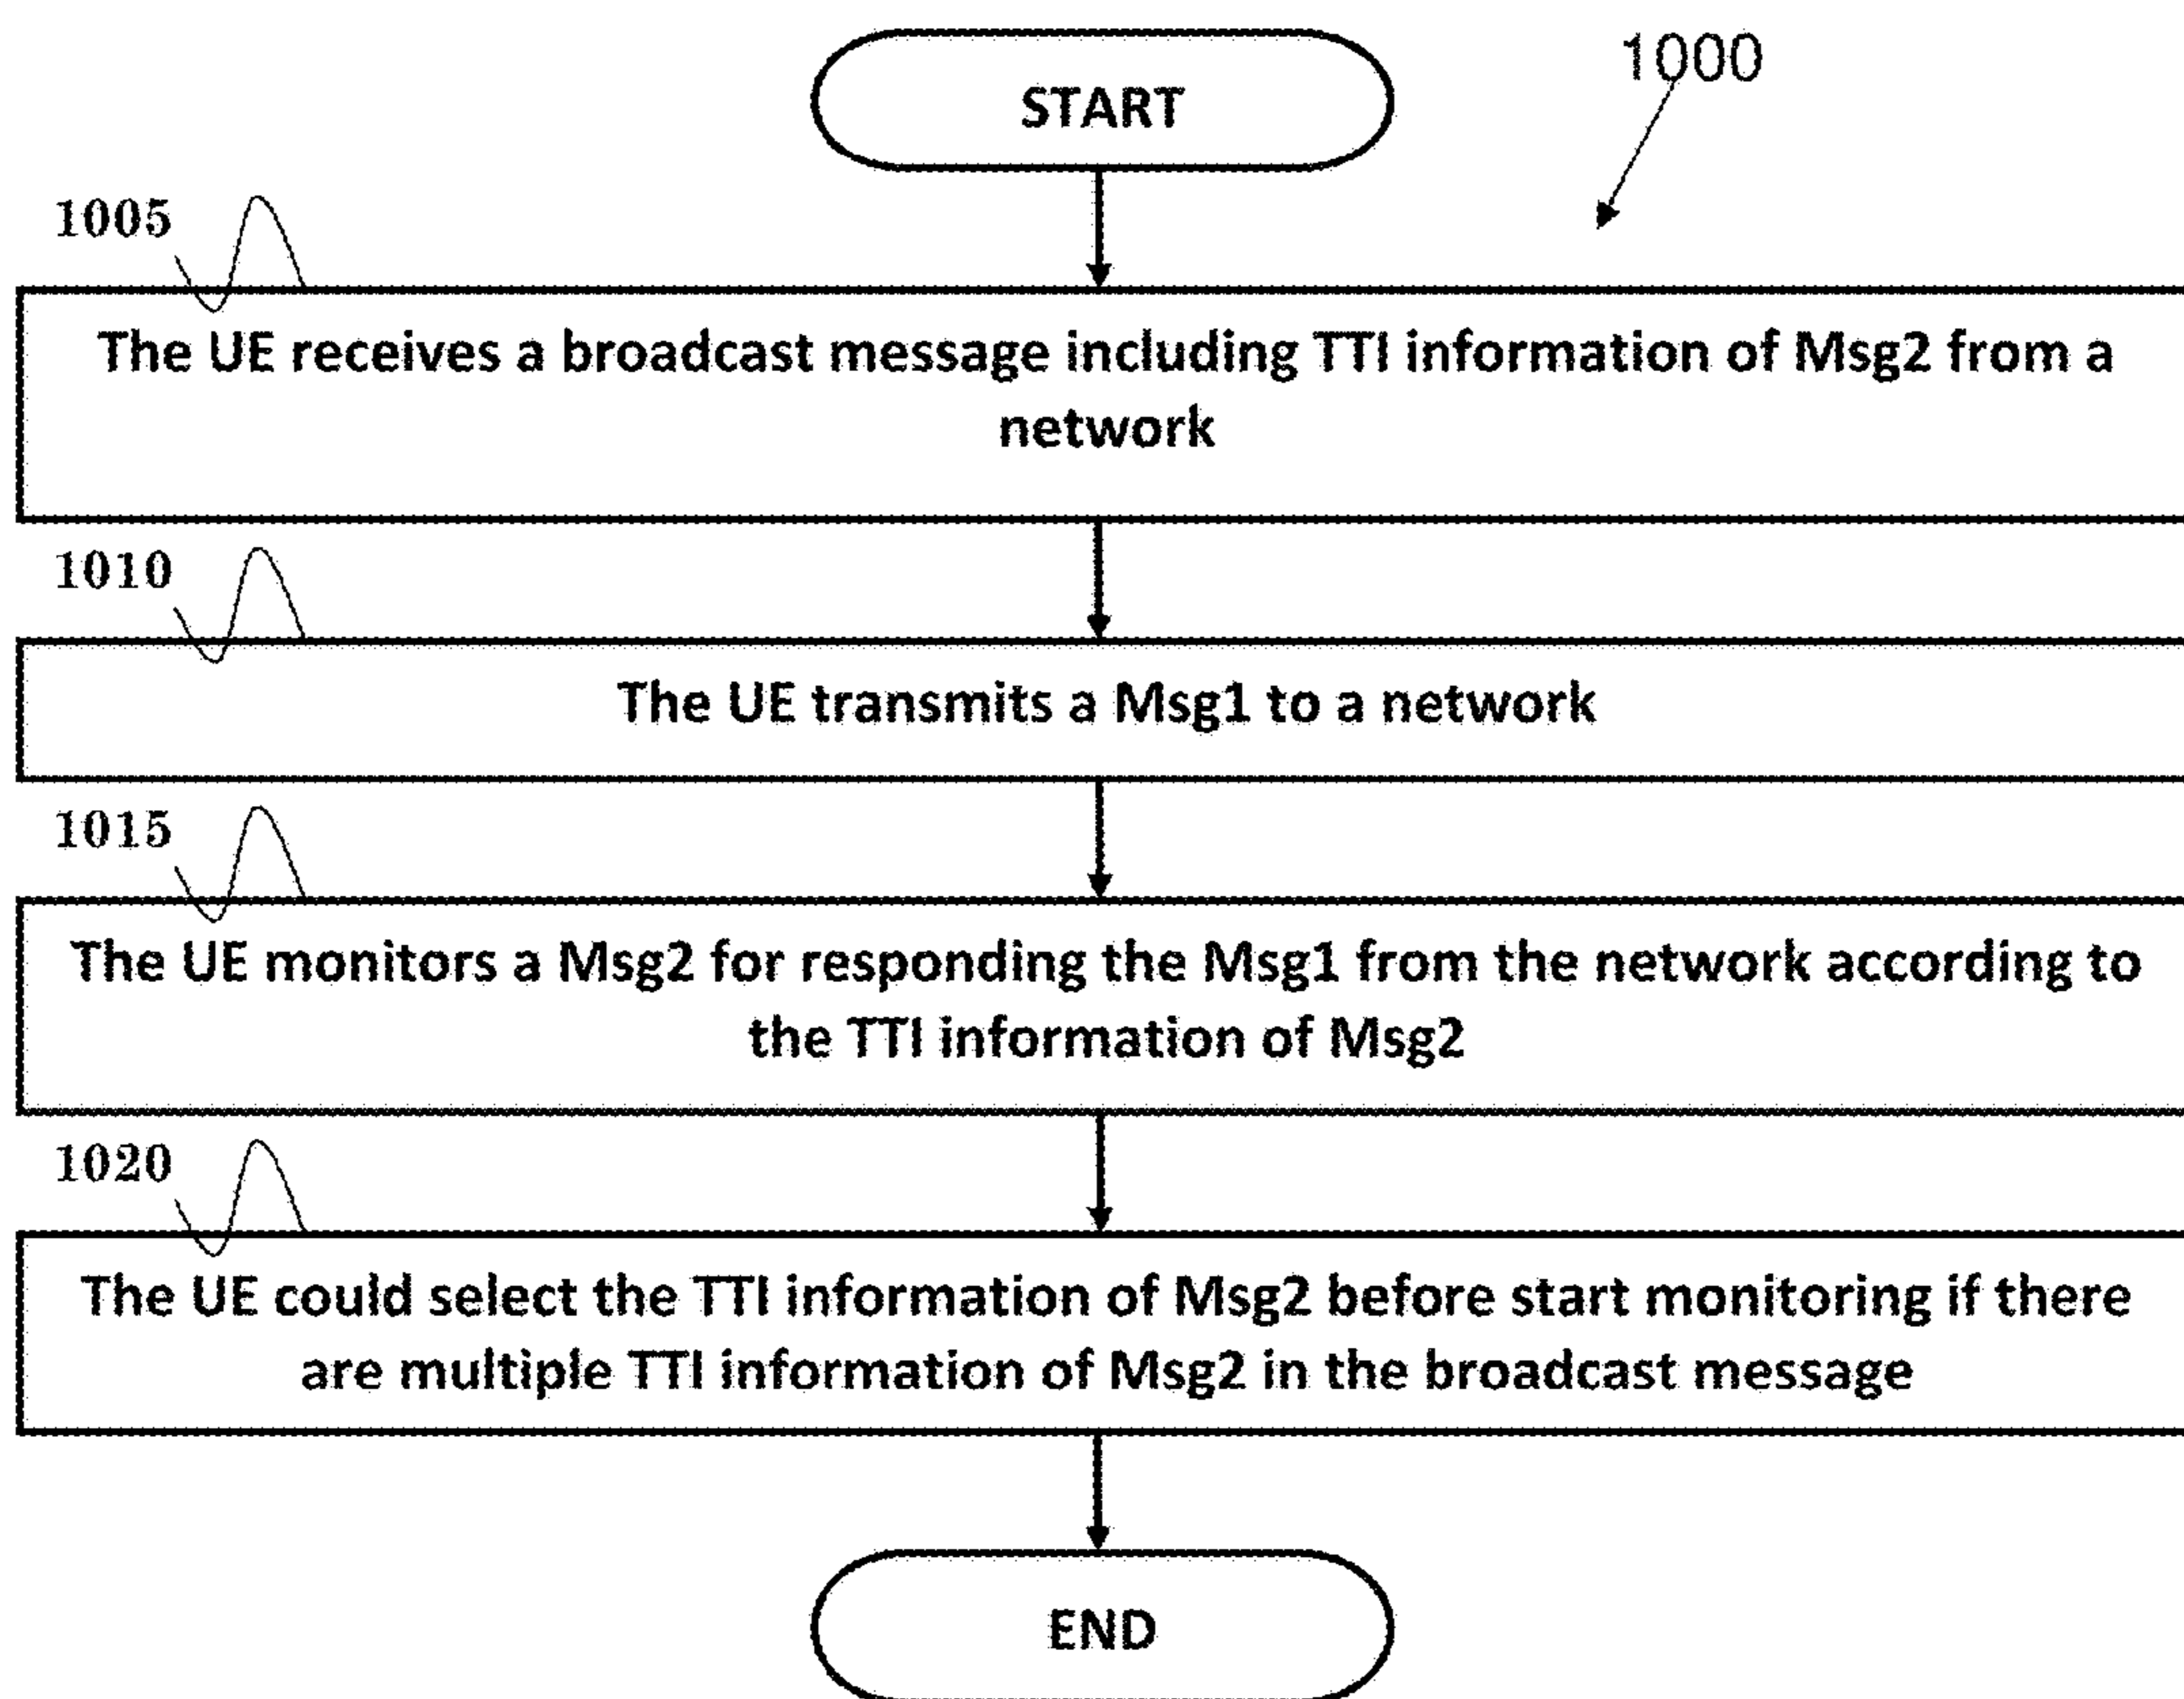 START
1000
1005
The UE receives a broadcast message including TTI information of Msg2 from a
network
1010
The UE transmits a Msg1 to a network
1015
The UE monitors a Msg2 for responding the Msg1 from the network according to
the TTI information of Msg2
1020
The UE could select the TTI information of Msg2 before start monitoring if there
are multiple TTI information of Msg2 in the broadcast message
END